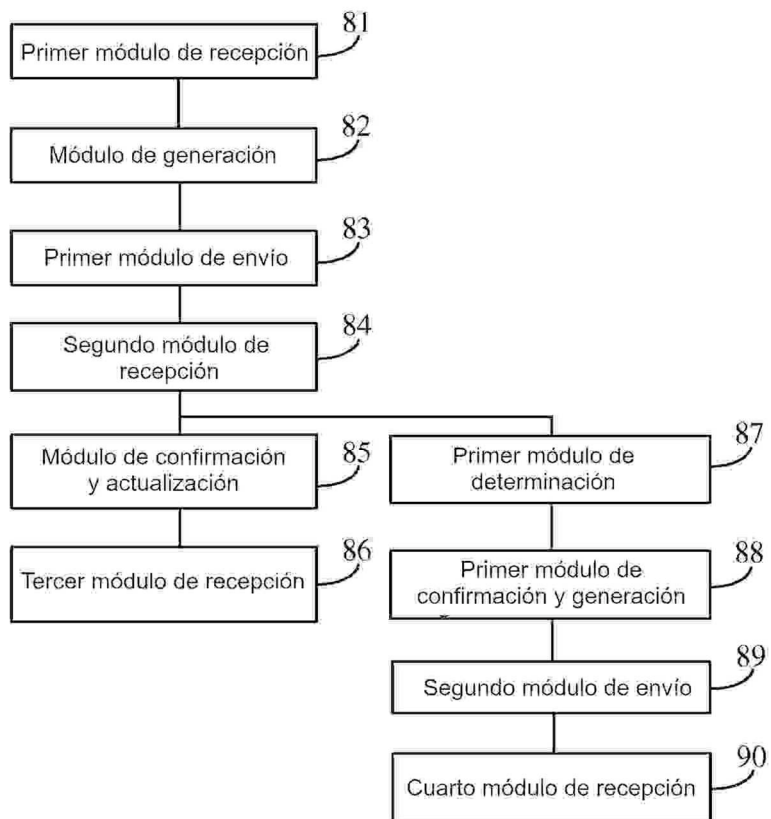 81
Primer módulo de recepción
82
Módulo de generación
83
Primer módulo de envío
84
Segundo módulo de
recepción
85
Módulo de confirmación
y actualización
86
Tercer módulo de recepción
87
Primer módulo de
determinación
88
Primer módulo de
confirmación y generación
89
Segundo módulo de envío
90
Cuarto módulo de recepción